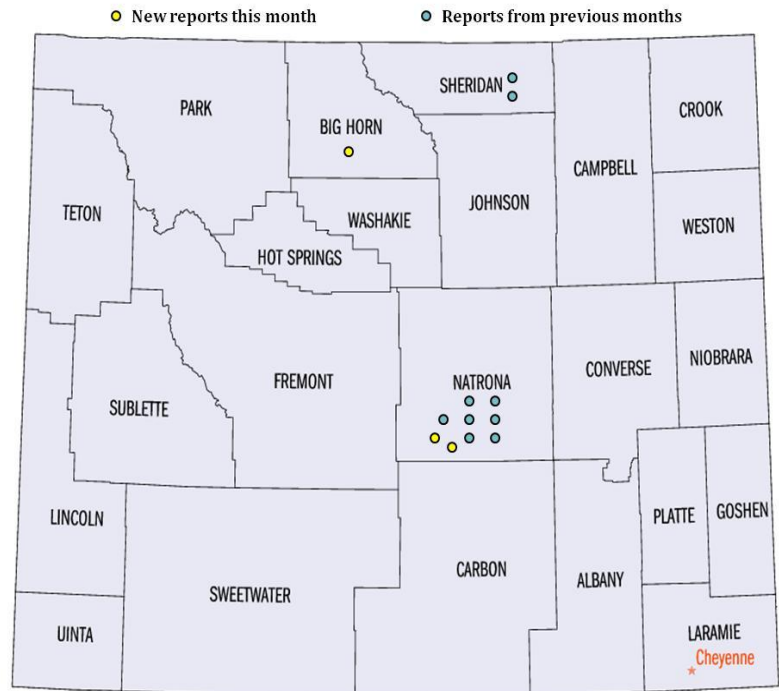 New reports this month
Reports from previous months
PARK
BIG HORN
SHERIDAN
CROOK
CAMPBELL
TETON
WASHAKIE
JOHNSON
WESTON
HOT SPRINGS
SUBLETTE
FREMONT
NATRONA
CONVERSE
NIOBRARA
LINCOLN
SWEETWATER
CARBON
ALBANY
PLATTE
GOSHEN
UINTA
LARAMIE
Cheyenne